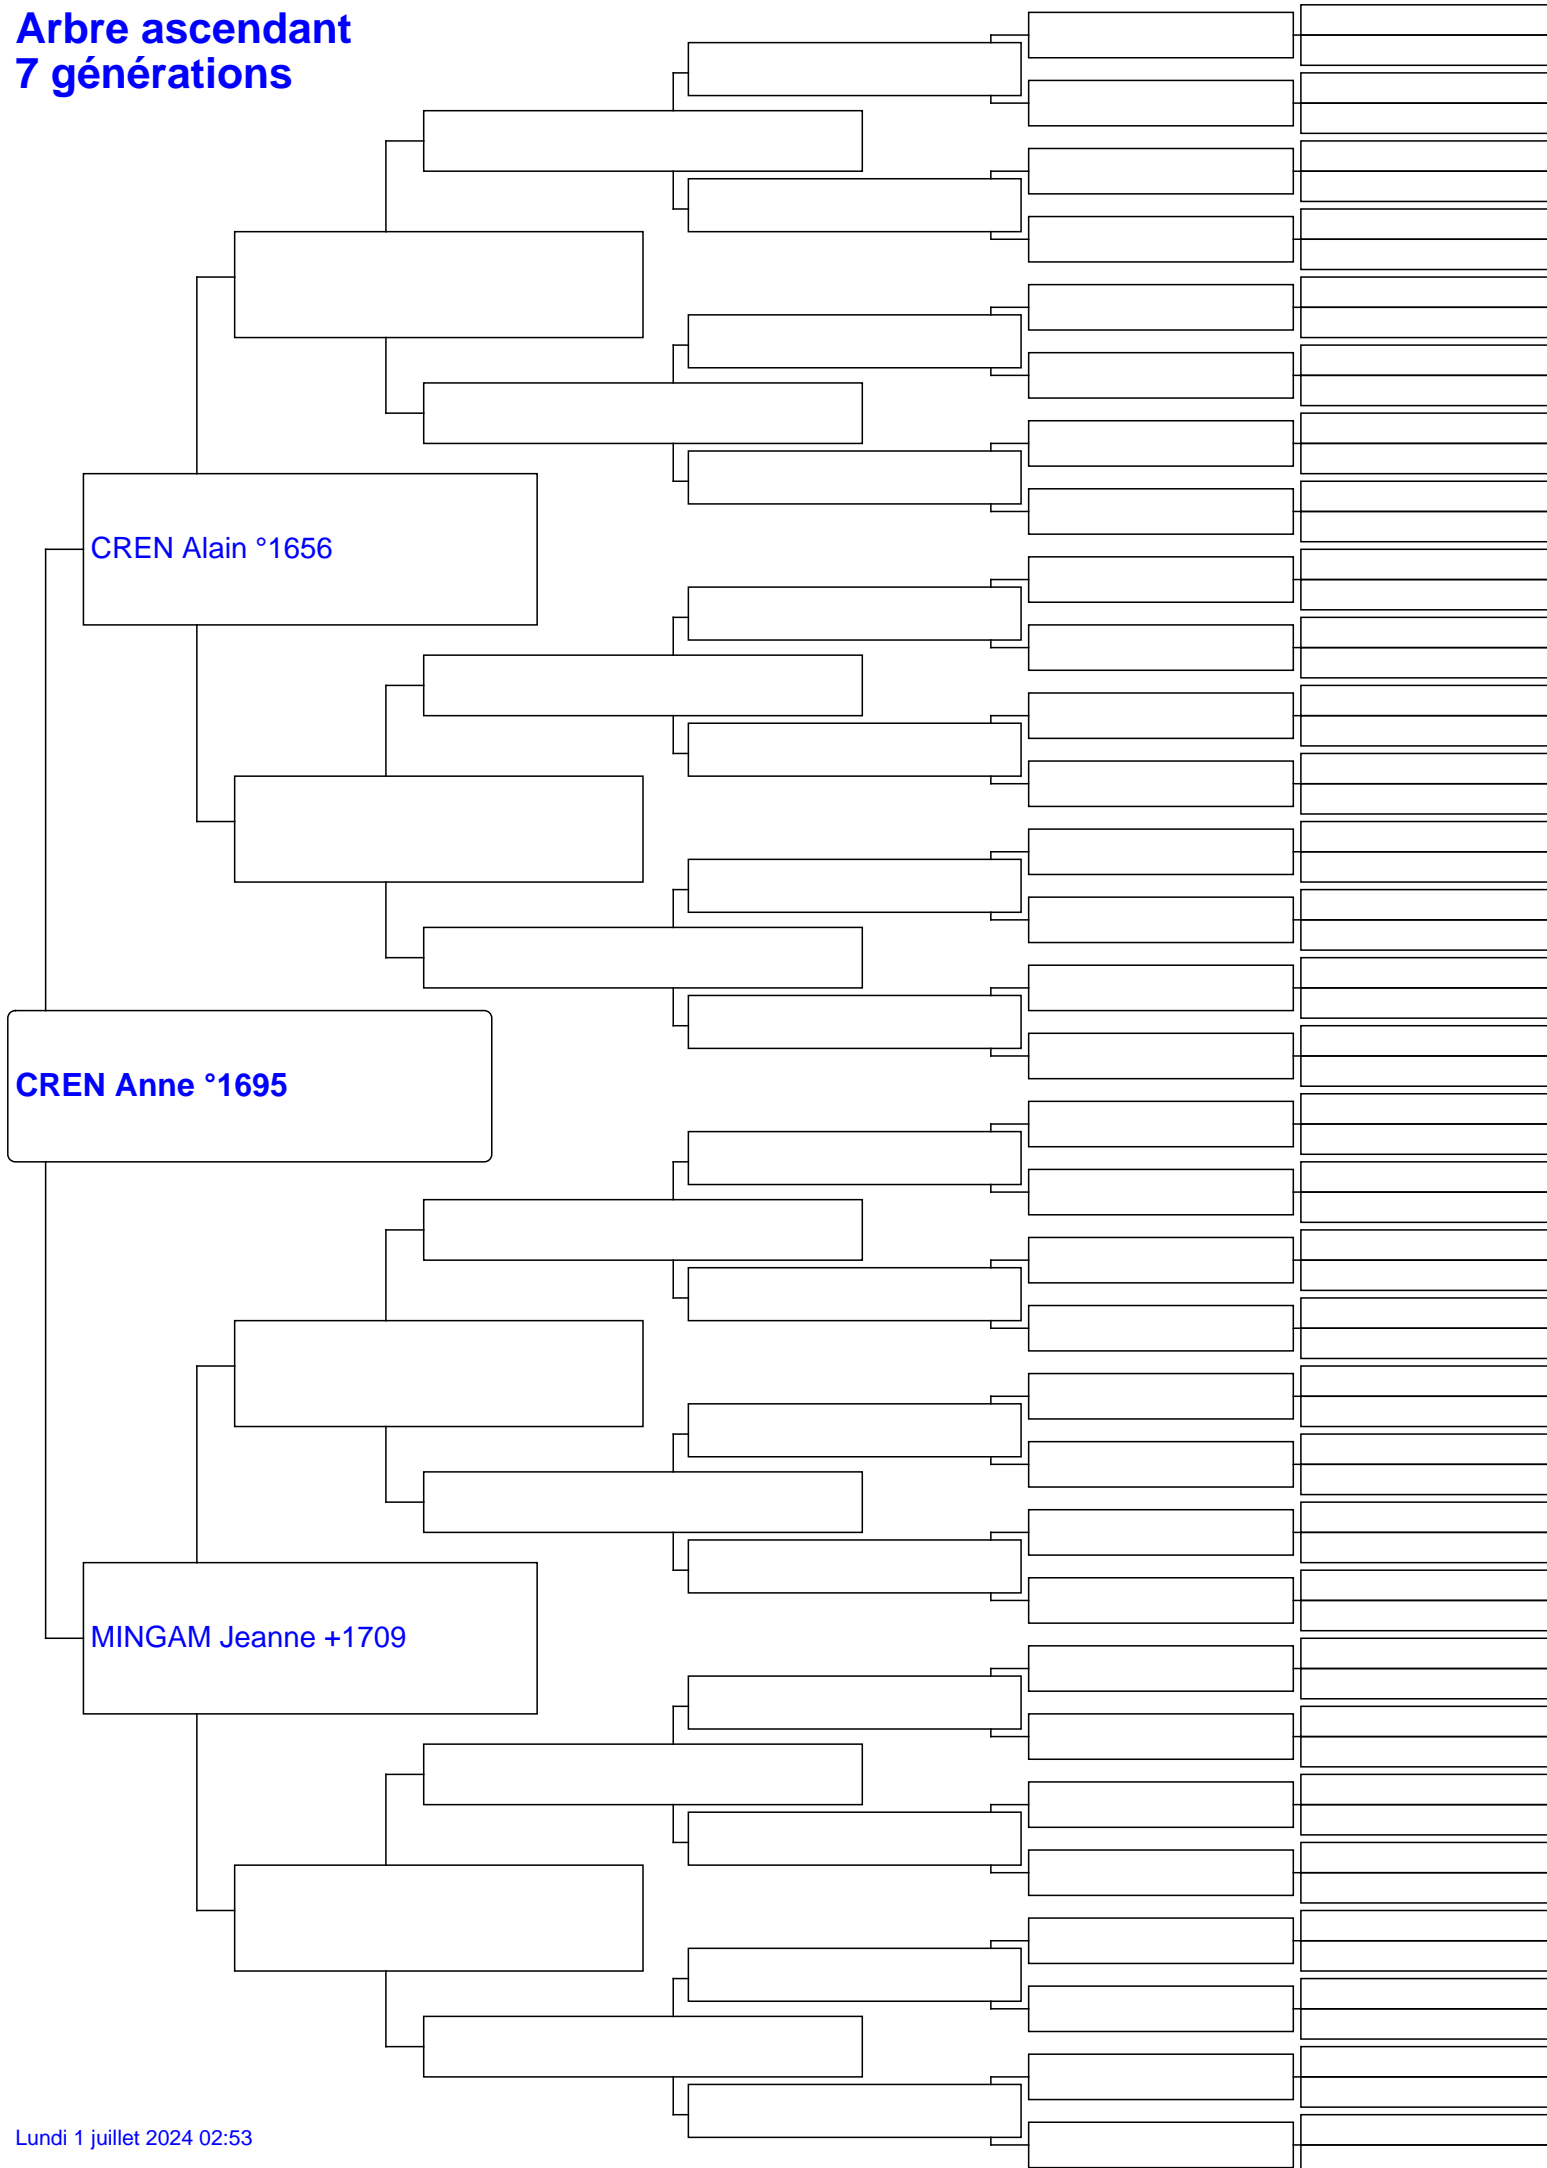 Arbre ascendant
7 générations
CREN Alain °1656
CREN Anne °1695
MINGAM Jeanne +1709
Lundi 1 juillet 2024 02:53